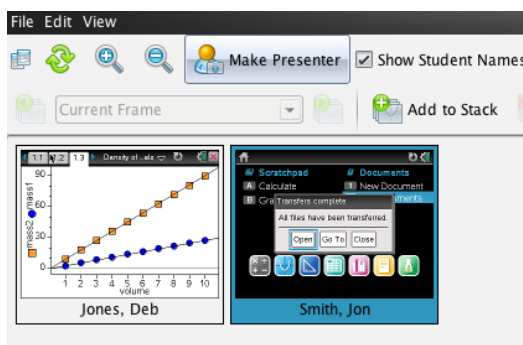 File Edit View
Make Presenter Show Student Names
Current Frame Add to Stack
1.1 1.2 1.3 Density of ...als
90
30
0
mass2 mass1
1 2 3 4 5 6 7 8 9 10
volume
Jones, Deb
Scratchpad Documents
A Calculate 1 New Document
B Gra
Transfers complete
All files have been transferred.
Open Go To Close
Smith, Jon